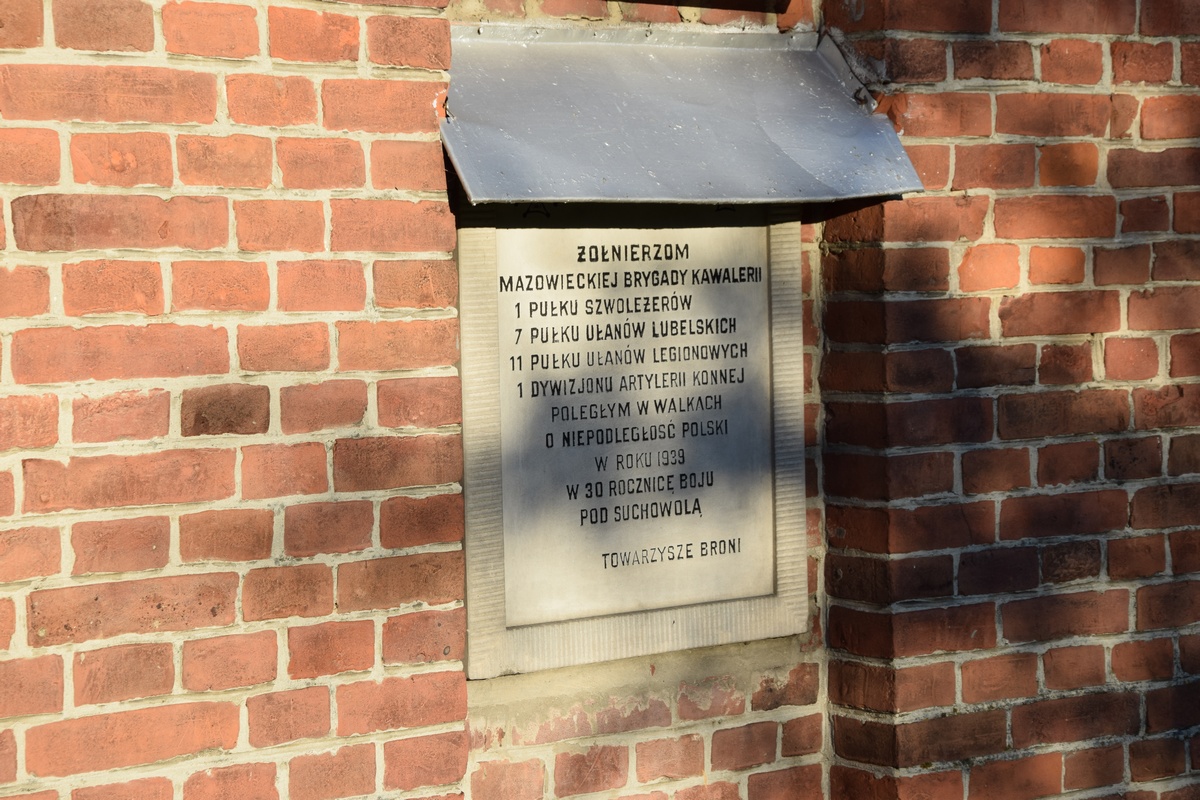 ŻOŁNIERZOM
MAZOWIECKIEJ BRYGADY KAWALERII
1 PUŁKU SZWOLEŻERÓW
7 PUŁKU UŁANÓW LUBELSKICH
11 PUŁKU UŁANÓW LEGIONOWYCH
1 DYWIZJONU ARTYLERII KONNEJ
POLEGŁYM W WALKACH
O NIEPODLEGŁOŚĆ POLSKI
W ROKU 1939
W 30 ROCZNICĘ BOJU
POD SUCHOWOLĄ
TOWARZYSZE BRONI